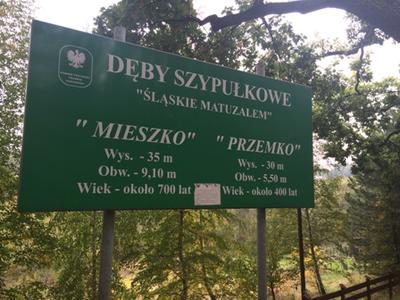 DĘBY SZYPUŁKOWE
"ŚLĄSKIE MATUZALEM"
"MIESZKO"
Wys. - 35 m
Obw. - 9,10 m
Wiek - około 700 lat
"PRZEMKO"
Wys. - 30 m
Obw. - 5,50 m
Wiek - około 400 lat